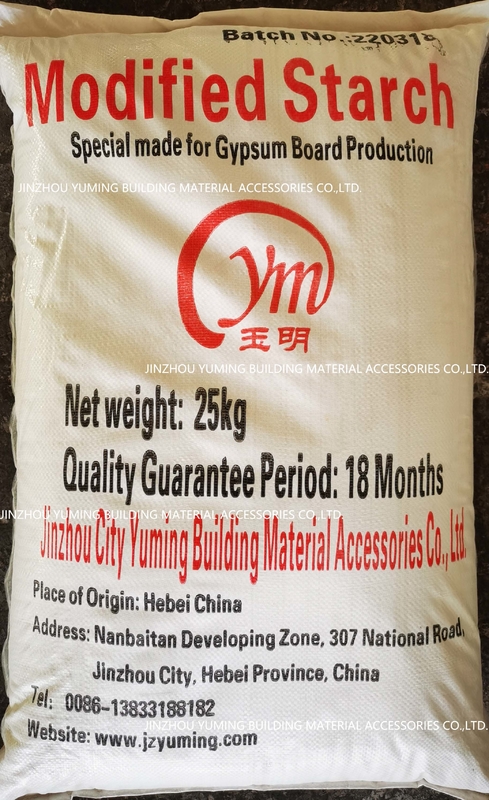 Batch No.:220318
Modified Starch
Special made for Gypsum Board Production
JINZHOU YUMING BUILDING MATERIAL ACCESSORIES CO.,LTD.
ym
玉明
JINZHOU YUMING BUILDING MATERIAL ACCESSORIES CO.,LTD.
Net weight: 25kg
Quality Guarantee Period: 18 Months
JINZHOU YUMING BUILDING MATERIAL ACCESSORIES CO.,LTD.
Jinzhou City Yuming Building Material Accessories Co., Ltd.
Place of Origin: Hebei China
Address: Nanbaitan Developing Zone, 307 National Road,
Jinzhou City, Hebei Province, China
Tel: 0086-13833188182
JINZHOU YUMING BUILDING MATERIAL ACCESSORIES CO.,LTD.
Website: www.jzyuming.com